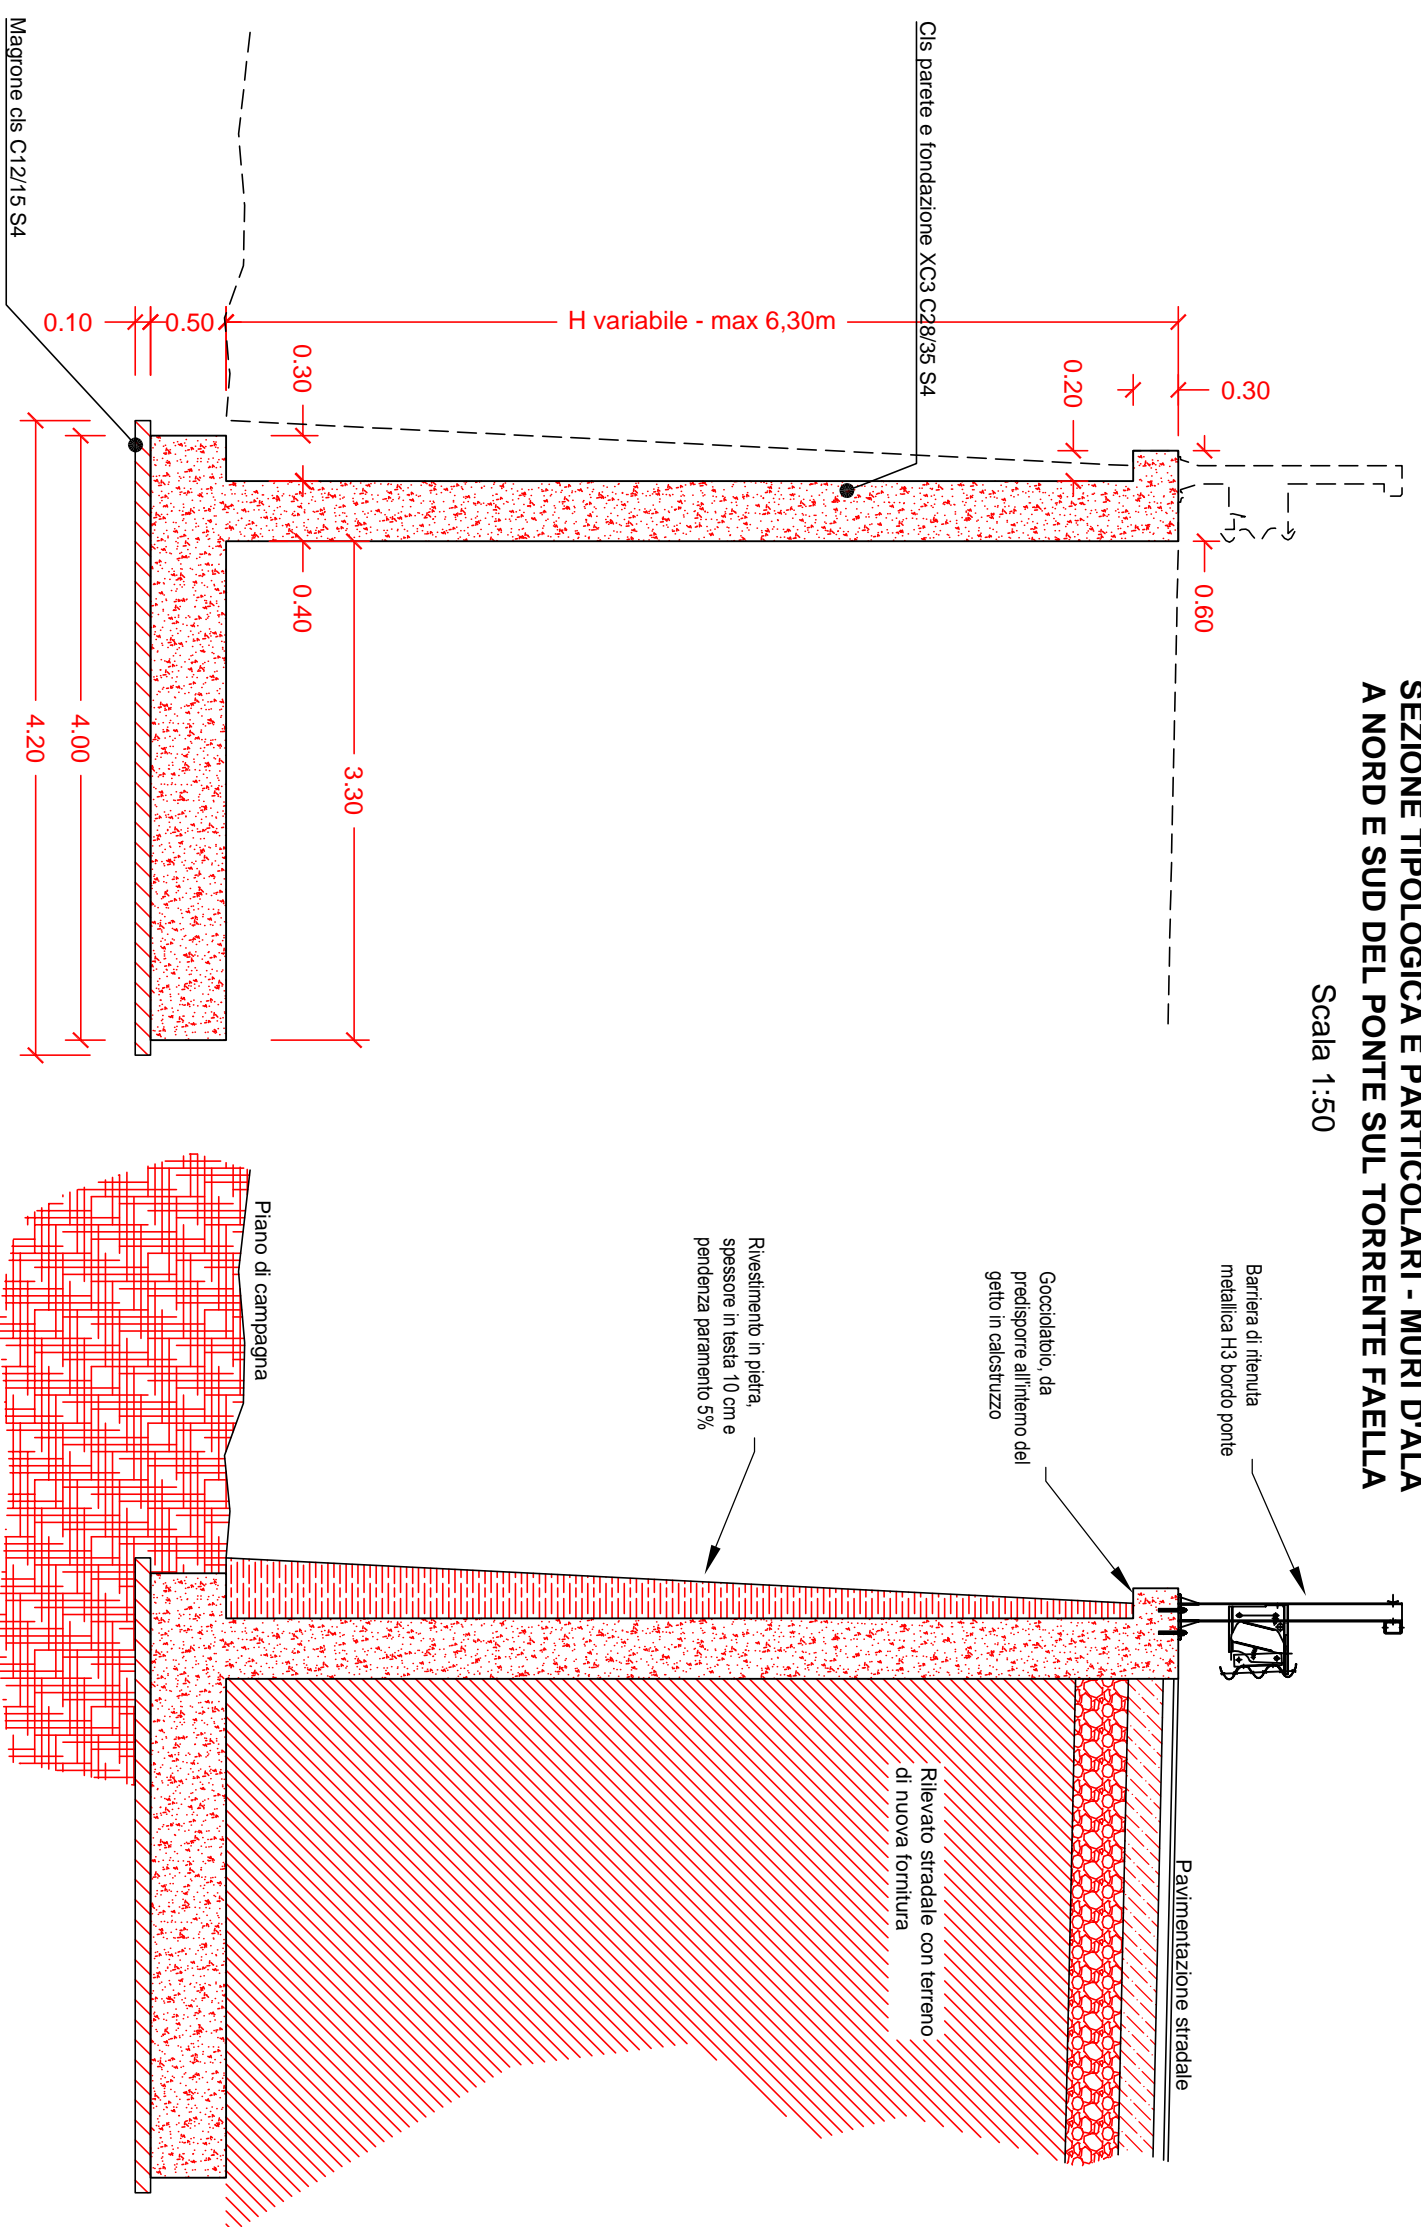 SEZIONE TIPOLOGICA E PARTICOLARI - MURI D'ALA
A NORD E SUD DEL PONTE SUL TORRENTE FAELLA
Scala 1:50
0.30
0.60
0.20
H variabile - max 6,30m
Cls parete e fondazione XC3 C28/35 S4
0.30
0.40
3.30
0.50
0.10
4.00
4.20
Magrone cls C12/15 S4
Barriera di ritenuta
metallica H3 bordo ponte
Pavimentazione stradale
Gocciolatoio, da
predisporre all'interno del
getto in calcstruzzo
Rilevato stradale con terreno
di nuova fornitura
Rivestimento in pietra,
spessore in testa 10 cm e
pendenza paramento 5%
Piano di campagna